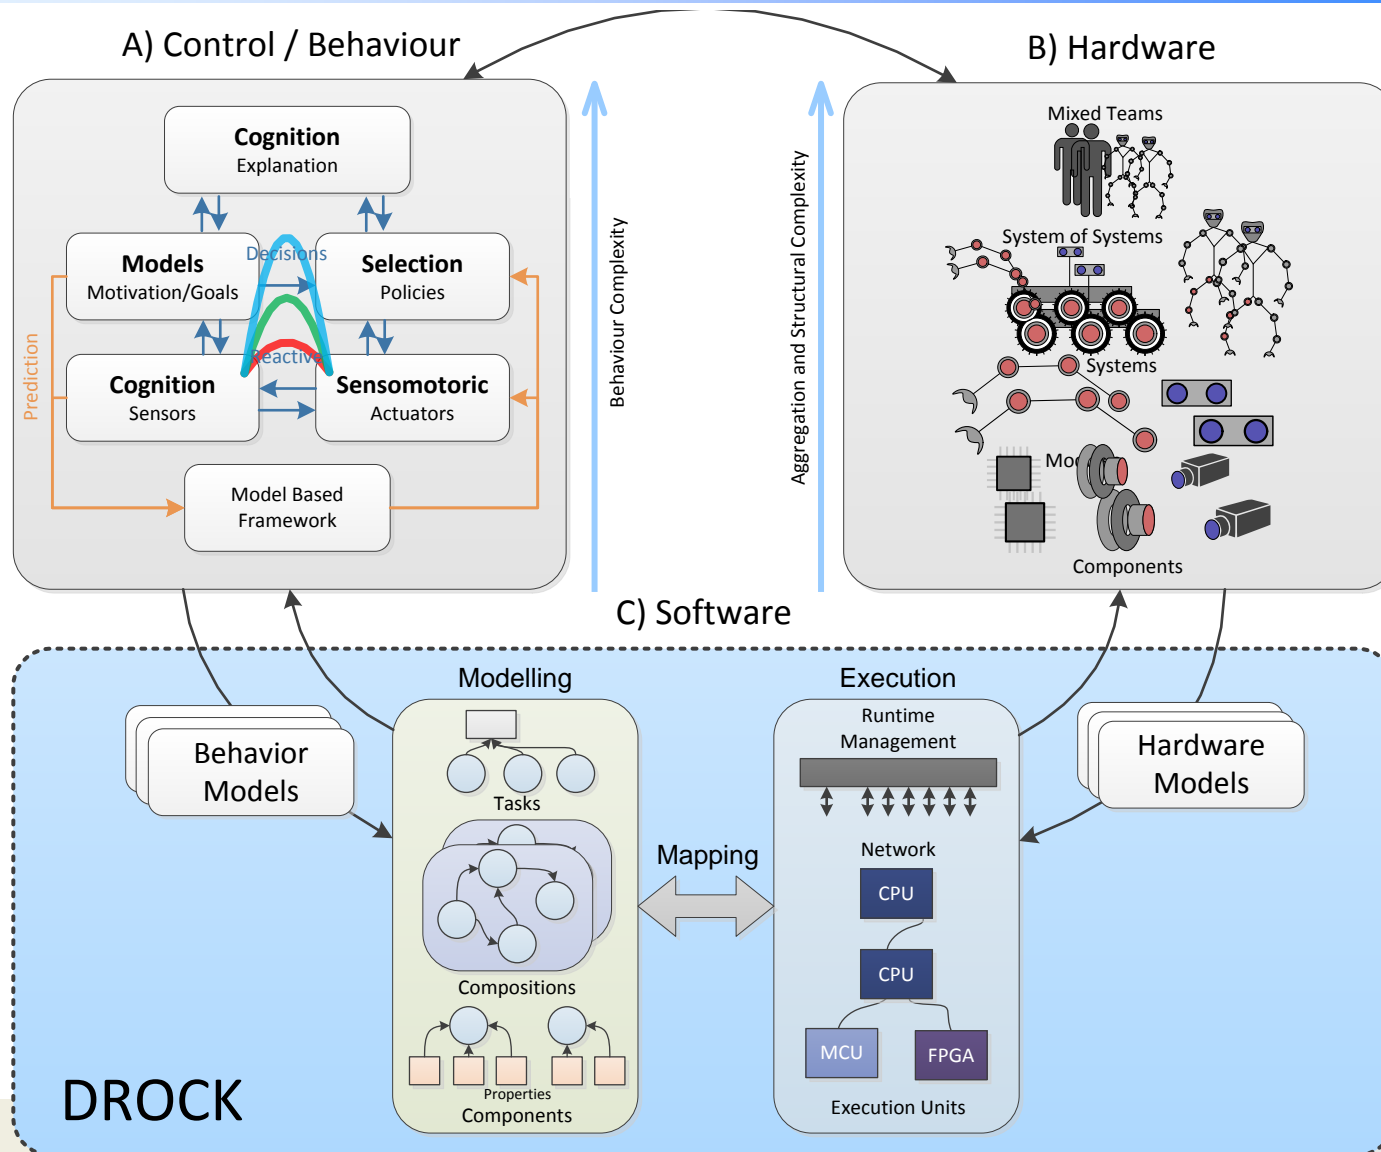 A) Control / Behaviour
B) Hardware
Cognition
Explanation
Models
Motivation/Goals
Decisions
Selection
Policies
Reactive
Cognition
Sensors
Sensomotoric
Actuators
Prediction
Model Based
Framework
Behaviour Complexity
Aggregation and Structural Complexity
Mixed Teams
System of Systems
Systems
Components
C) Software
Modelling
Execution
Behavior
Models
Tasks
Compositions
Properties
Components
Mapping
Runtime
Management
Network
CPU
CPU
MCU
FPGA
Execution Units
Hardware
Models
DROCK